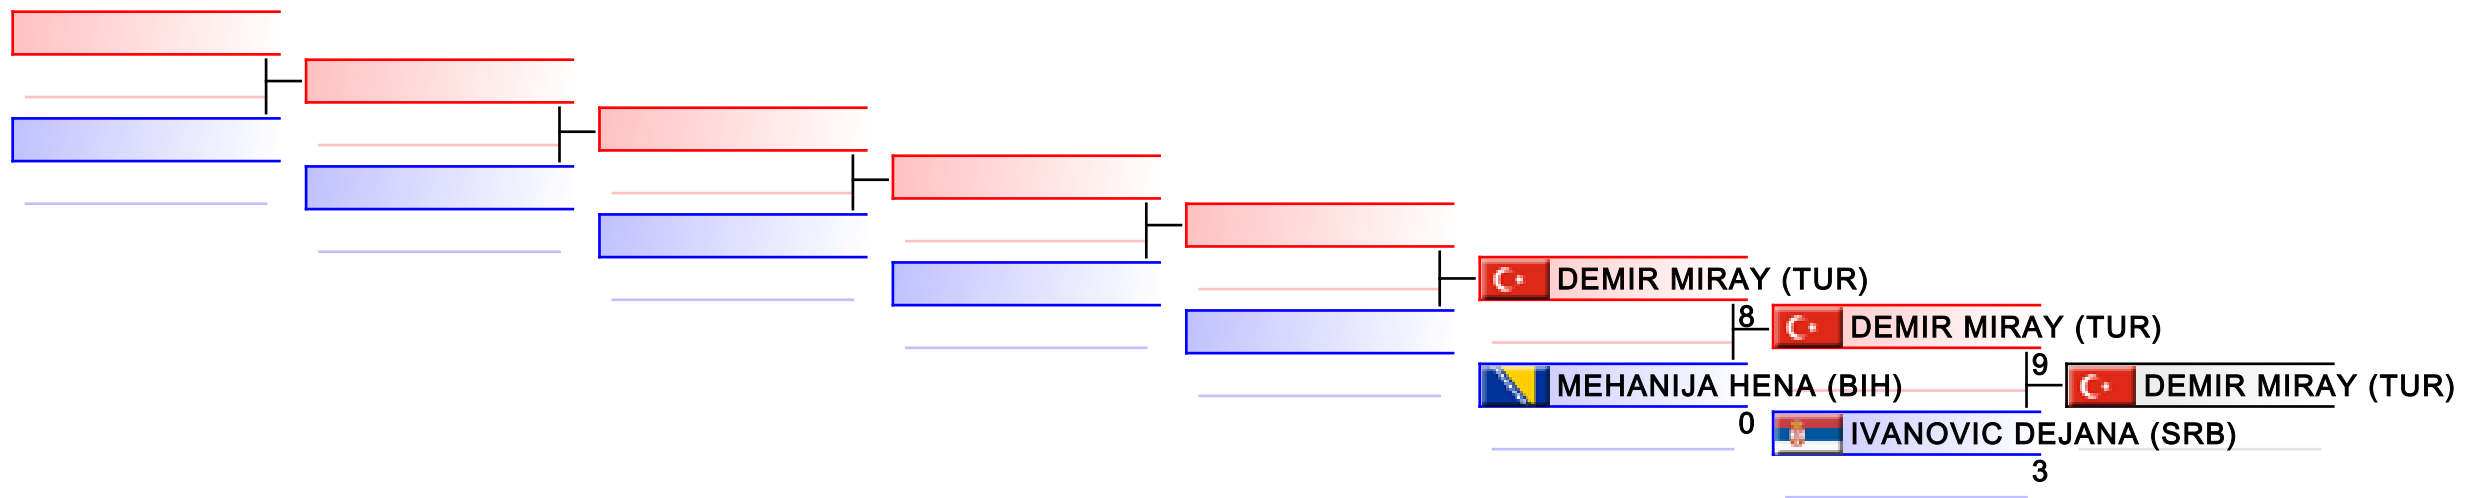 DEMIR MIRAY (TUR)
8
DEMIR MIRAY (TUR)
MEHANIJA HENA (BIH)
0
9
DEMIR MIRAY (TUR)
IVANOVIC DEJANA (SRB)
3